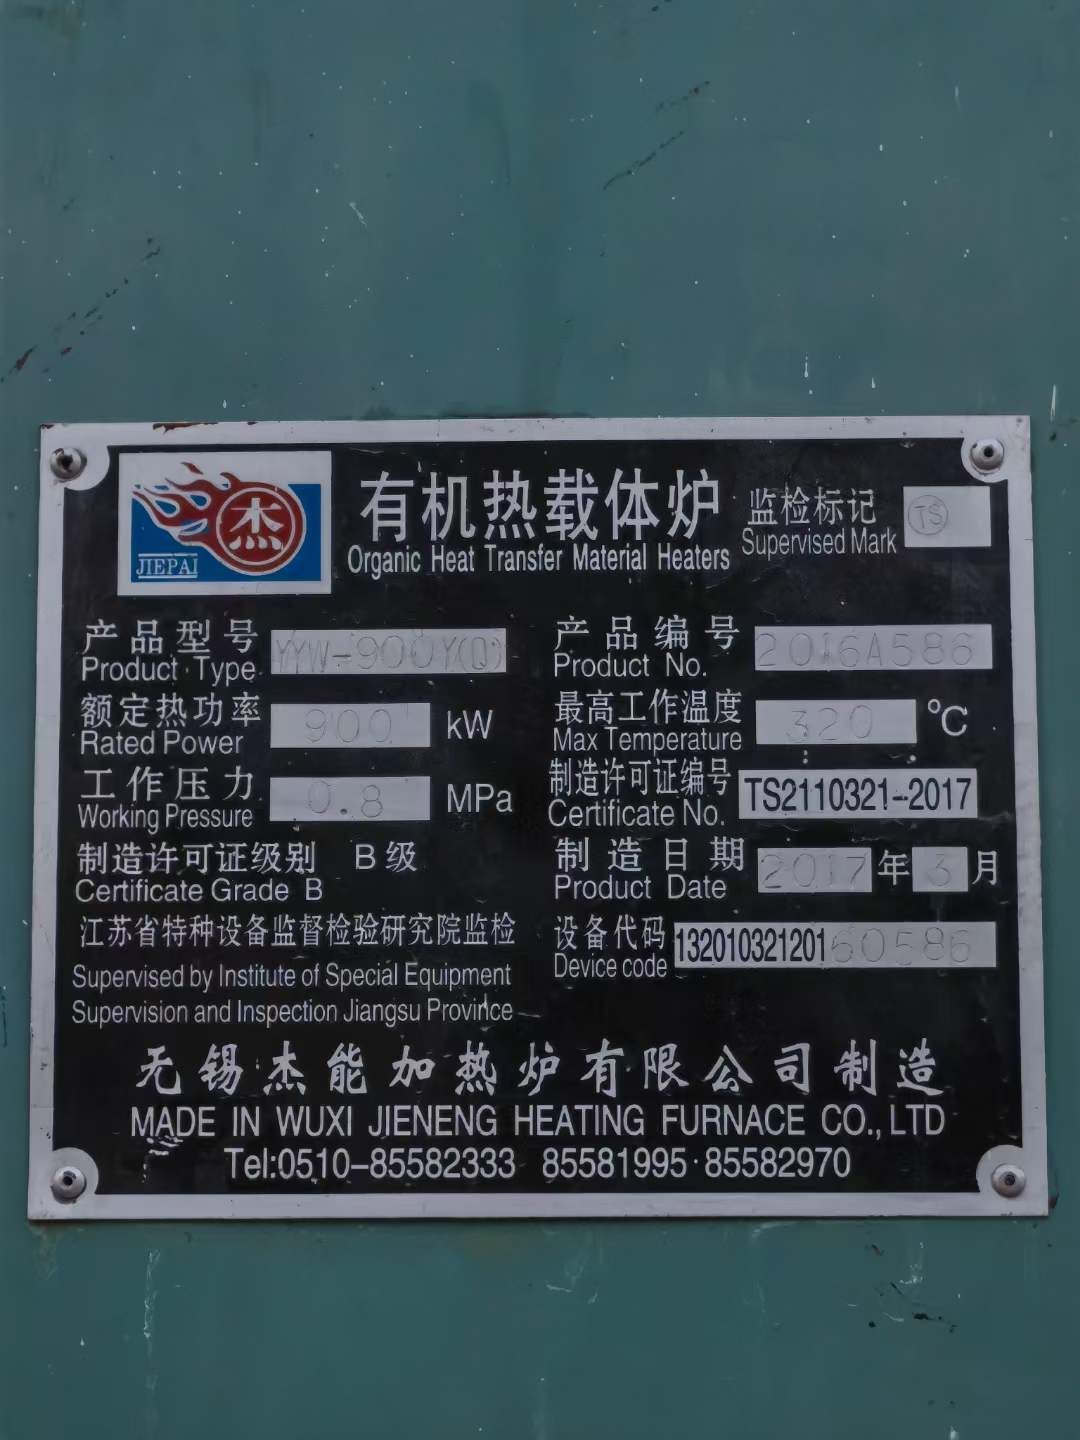 杰
JIEPAI
有机热载体炉
Organic Heat Transfer Material Heaters
监检标记
Supervised Mark
TS
产品型号 YYW-900Y(Q)
Product Type
产品编号 2016A586
Product No.
额定热功率 900 kW
Rated Power
最高工作温度 320 °C
Max Temperature
工作压力 0.8 MPa
Working Pressure
制造许可证编号 TS2110321-2017
Certificate No.
制造许可证级别 B级
Certificate Grade B
制造日期 2017年3月
Product Date
江苏省特种设备监督检验研究院监检
设备代码 13201032120160586
Device code
Supervised by Institute of Special Equipment
Supervision and Inspection Jiangsu Province
无锡杰能加热炉有限公司制造
MADE IN WUXI JIENENG HEATING FURNACE CO.,LTD
Tel:0510-85582333 85581995·85582970